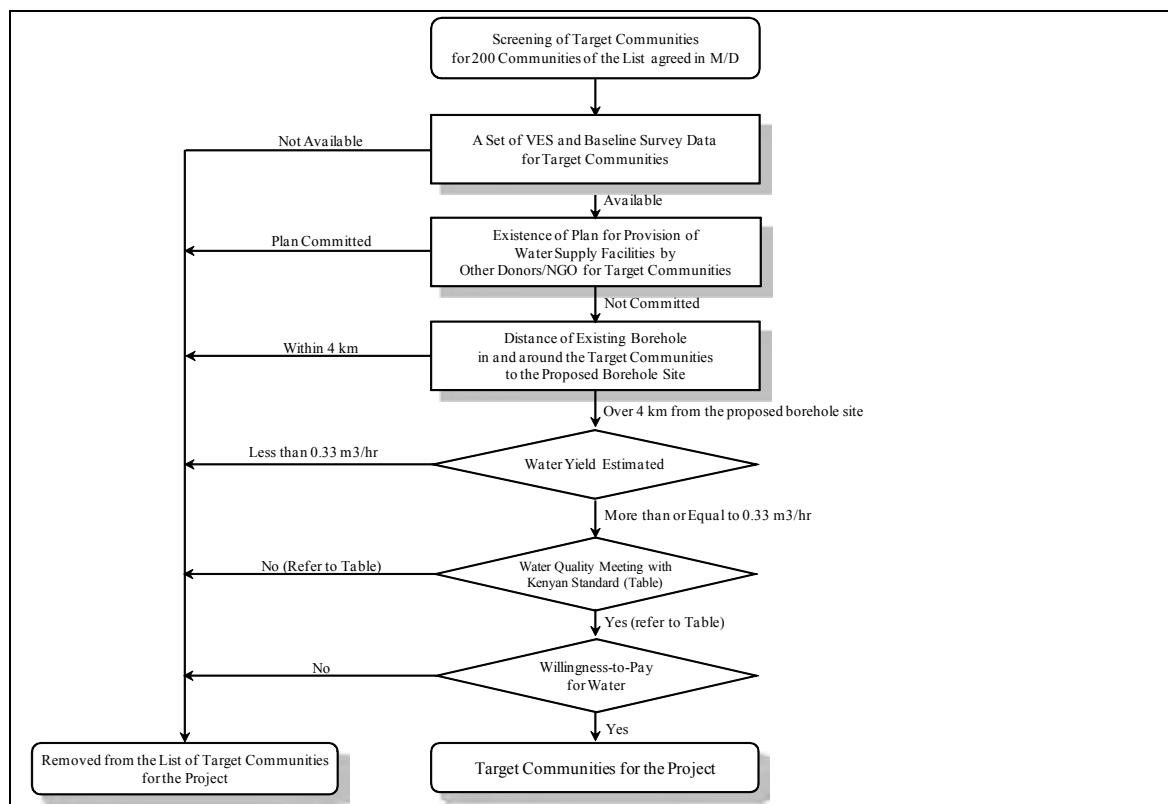 Screening of Target Communities
for 200 Communities of the List agreed in M/D
Not Available
A Set of VES and Baseline Survey Data
for Target Communities
Available
Plan Committed
Existence of Plan for Provision of
Water Supply Facilities by
Other Donors/NGO for Target Communities
Not Committed
Within 4 km
Distance of Existing Borehole
in and around the Target Communities
to the Proposed Borehole Site
Over 4 km from the proposed borehole site
Less than 0.33 m3/hr
Water Yield Estimated
More than or Equal to 0.33 m3/hr
No (Refer to Table)
Water Quality Meeting with
Kenyan Standard (Table)
Yes (refer to Table)
No
Willingness-to-Pay
for Water
Yes
Removed from the List of Target Communities
for the Project
Target Communities for the Project